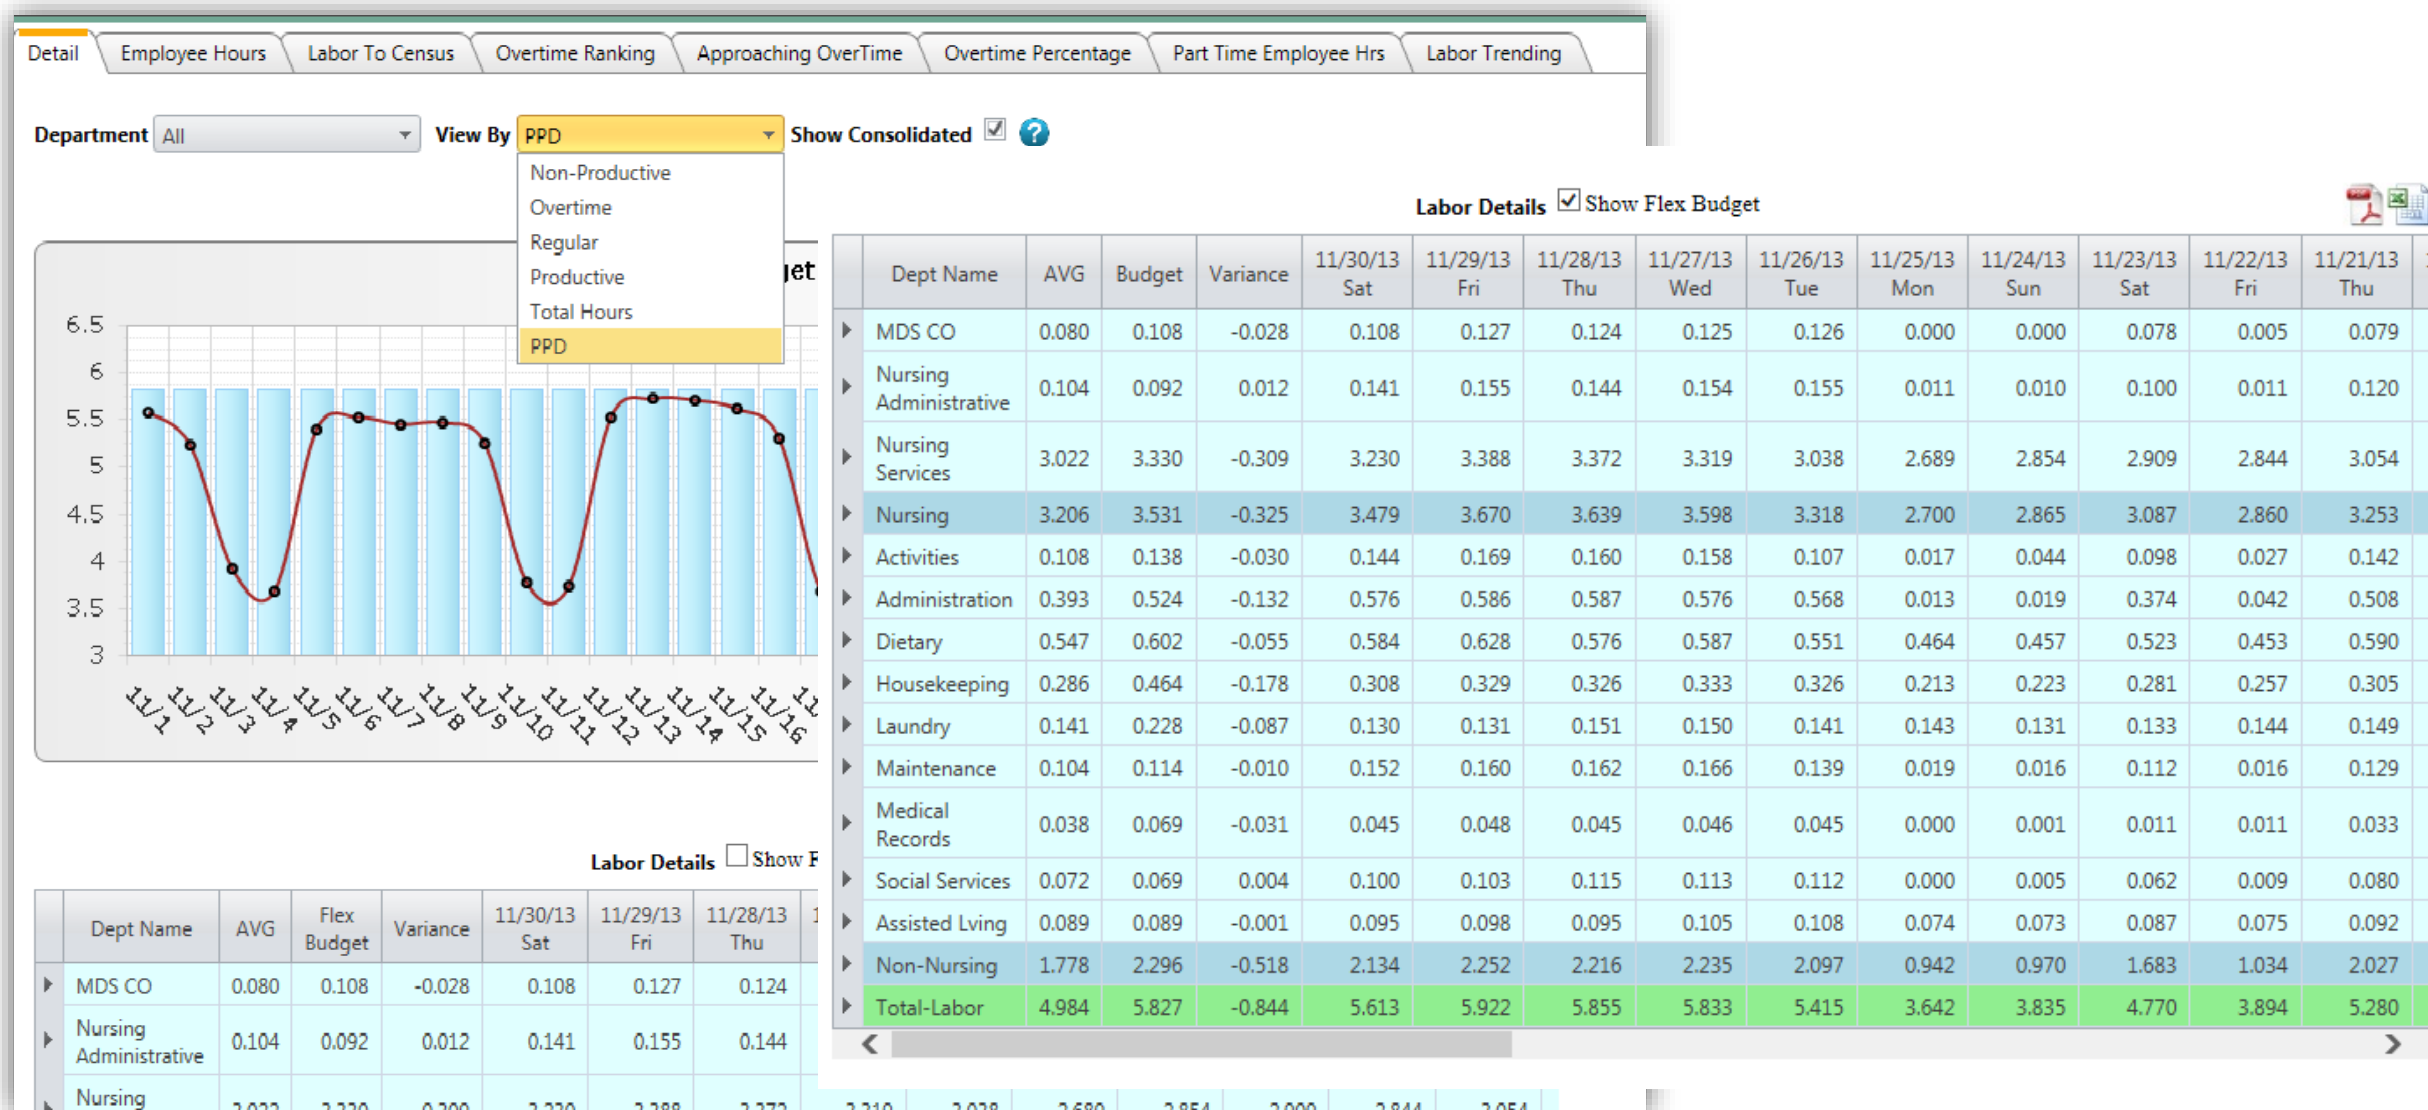 Detail Employee Hours Labor To Census Overtime Ranking Approaching OverTime Overtime Percentage Part Time Employee Hrs Labor Trending
Department All View By PPD Show Consolidated ?
Non-Productive
Overtime
Regular
Productive
Total Hours
PPD
6.5
6
5.5
5
4.5
4
3.5
3
11/1 11/2 11/3 11/4 11/5 11/6 11/7 11/8 11/9 11/10 11/11 11/12 11/13 11/14 11/15 11/16
Labor Details Show Flex Budget
Dept Name AVG Budget Variance 11/30/13 Sat 11/29/13 Fri 11/28/13 Thu 11/27/13 Wed 11/26/13 Tue 11/25/13 Mon 11/24/13 Sun 11/23/13 Sat 11/22/13 Fri 11/21/13 Thu
MDS CO 0.080 0.108 -0.028 0.108 0.127 0.124 0.125 0.126 0.000 0.000 0.078 0.005 0.079
Nursing Administrative 0.104 0.092 0.012 0.141 0.155 0.144 0.154 0.155 0.011 0.010 0.100 0.011 0.120
Nursing Services 3.022 3.330 -0.309 3.230 3.388 3.372 3.319 3.038 2.689 2.854 2.909 2.844 3.054
Nursing 3.206 3.531 -0.325 3.479 3.670 3.639 3.598 3.318 2.700 2.865 3.087 2.860 3.253
Activities 0.108 0.138 -0.030 0.144 0.169 0.160 0.158 0.107 0.017 0.044 0.098 0.027 0.142
Administration 0.393 0.524 -0.132 0.576 0.586 0.587 0.576 0.568 0.013 0.019 0.374 0.042 0.508
Dietary 0.547 0.602 -0.055 0.584 0.628 0.576 0.587 0.551 0.464 0.457 0.523 0.453 0.590
Housekeeping 0.286 0.464 -0.178 0.308 0.329 0.326 0.333 0.326 0.213 0.223 0.281 0.257 0.305
Laundry 0.141 0.228 -0.087 0.130 0.131 0.151 0.150 0.141 0.143 0.131 0.133 0.144 0.149
Maintenance 0.104 0.114 -0.010 0.152 0.160 0.162 0.166 0.139 0.019 0.016 0.112 0.016 0.129
Medical Records 0.038 0.069 -0.031 0.045 0.048 0.045 0.046 0.045 0.000 0.001 0.011 0.011 0.033
Social Services 0.072 0.069 0.004 0.100 0.103 0.115 0.113 0.112 0.000 0.005 0.062 0.009 0.080
Assisted Lving 0.089 0.089 -0.001 0.095 0.098 0.095 0.105 0.108 0.074 0.073 0.087 0.075 0.092
Non-Nursing 1.778 2.296 -0.518 2.134 2.252 2.216 2.235 2.097 0.942 0.970 1.683 1.034 2.027
Total-Labor 4.984 5.827 -0.844 5.613 5.922 5.855 5.833 5.415 3.642 3.835 4.770 3.894 5.280
Labor Details Show
Dept Name AVG Flex Budget Variance 11/30/13 Sat 11/29/13 Fri 11/28/13 Thu
MDS CO 0.080 0.108 -0.028 0.108 0.127 0.124
Nursing Administrative 0.104 0.092 0.012 0.141 0.155 0.144
Nursing